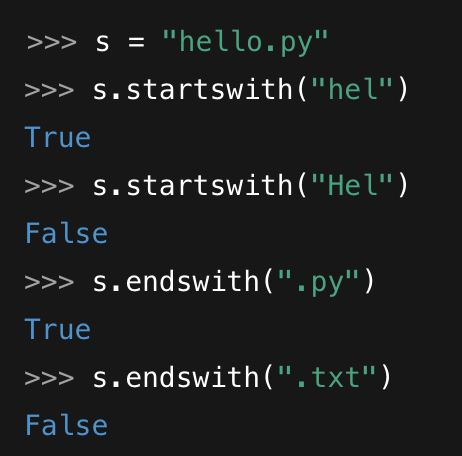 >>> s = "hello.py"
>>> s.startswith("hel")
True
>>> s.startswith("Hel")
False
>>> s.endswith(".py")
True
>>> s.endswith(".txt")
False